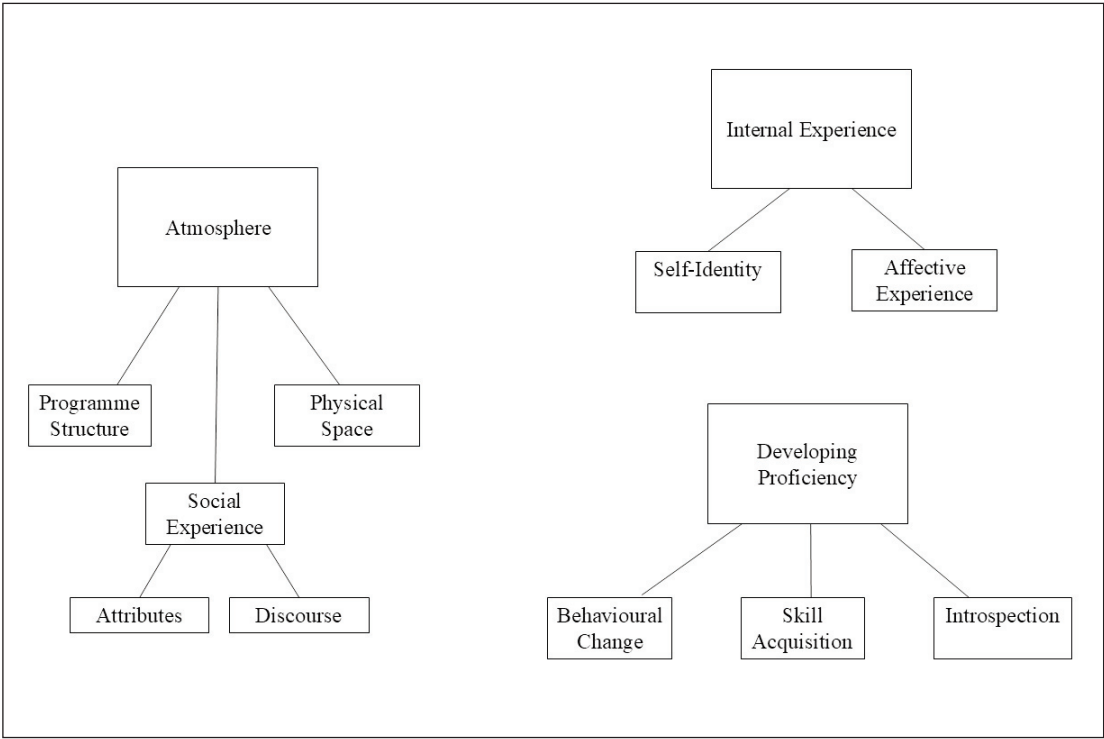 Atmosphere
Programme
Structure
Physical
Space
Social
Experience
Attributes
Discourse
Internal Experience
Self-Identity
Affective
Experience
Developing
Proficiency
Behavioural
Change
Skill
Acquisition
Introspection